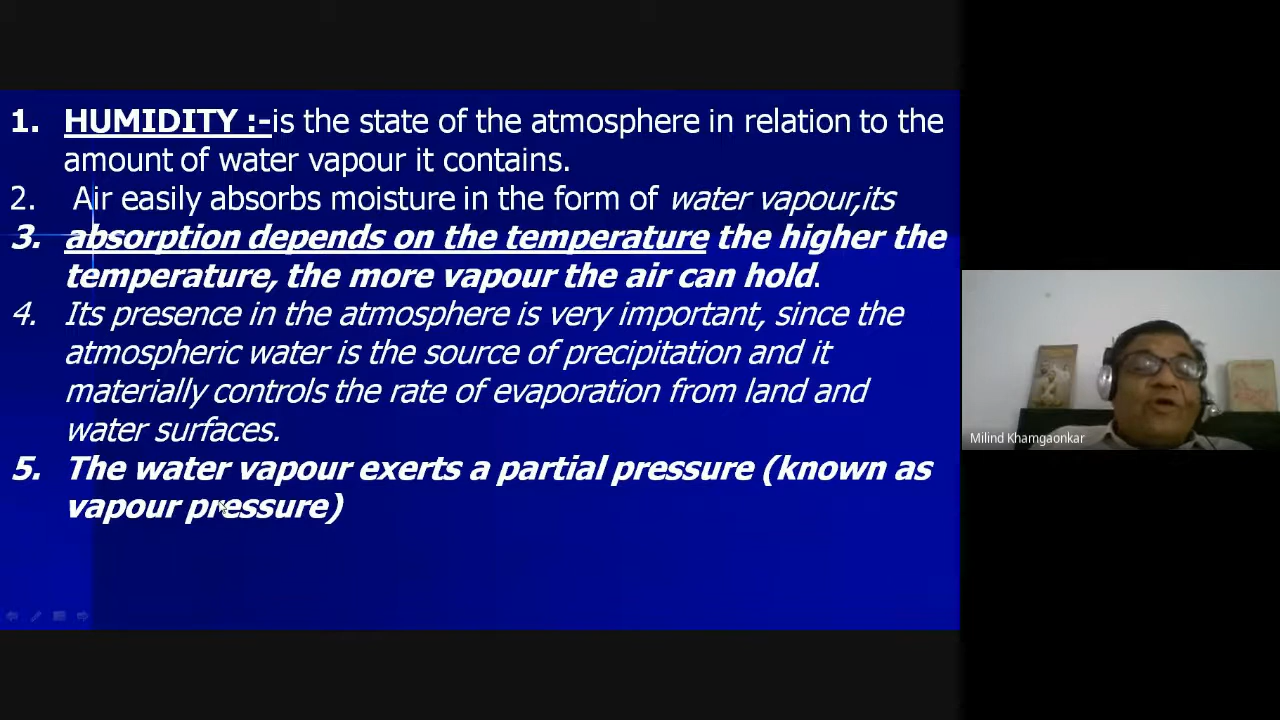 1. HUMIDITY :-is the state of the atmosphere in relation to the
amount of water vapour it contains.
2. Air easily absorbs moisture in the form of water vapour,its
3. absorption depends on the temperature the higher the
temperature, the more vapour the air can hold.
4. Its presence in the atmosphere is very important, since the
atmospheric water is the source of precipitation and it
materially controls the rate of evaporation from land and
water surfaces.
5. The water vapour exerts a partial pressure (known as
vapour pressure)
Milind Khamgaonkar